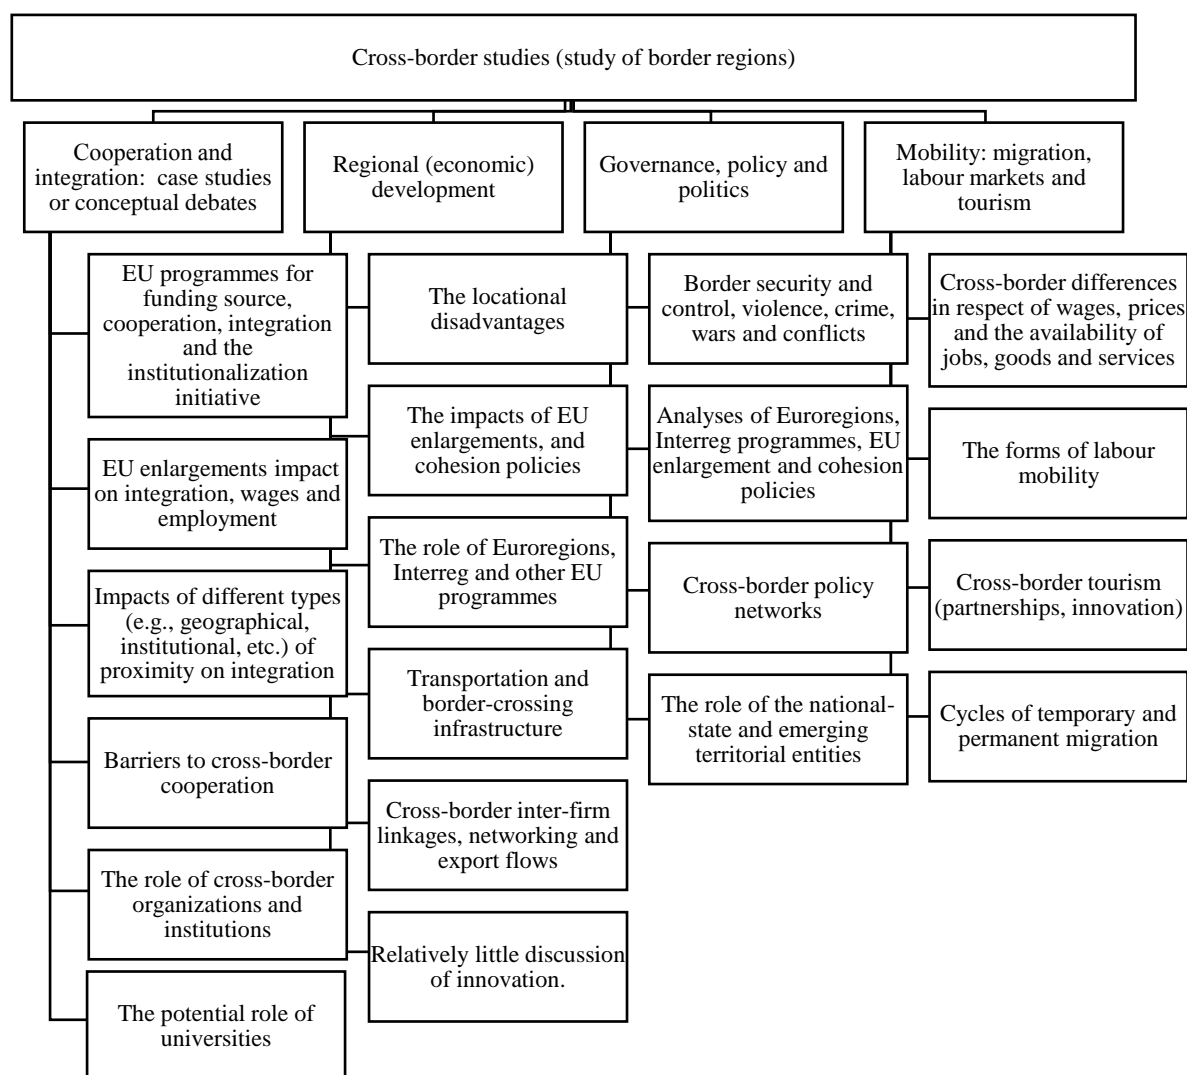 Cross-border studies (study of border regions)
Cooperation and
integration:  case studies
or conceptual debates
Regional (economic)
development
Governance, policy and
politics
Mobility: migration,
labour markets and
tourism
EU programmes for
funding source,
cooperation, integration
and the
institutionalization
initiative
EU enlargements impact
on integration, wages and
employment
Impacts of different types
(e.g., geographical,
institutional, etc.) of
proximity on integration
Barriers to cross-border
cooperation
The role of cross-border
organizations and
institutions
The potential role of
universities
The locational
disadvantages
The impacts of EU
enlargements, and
cohesion policies
The role of Euroregions,
Interreg and other EU
programmes
Transportation and
border-crossing
infrastructure
Cross-border inter-firm
linkages, networking and
export flows
Relatively little discussion
of innovation.
Border security and
control, violence, crime,
wars and conflicts
Analyses of Euroregions,
Interreg programmes, EU
enlargement and cohesion
policies
Cross-border policy
networks
The role of the national-
state and emerging
territorial entities
Cross-border differences
in respect of wages, prices
and the availability of
jobs, goods and services
The forms of labour
mobility
Cross-border tourism
(partnerships, innovation)
Cycles of temporary and
permanent migration